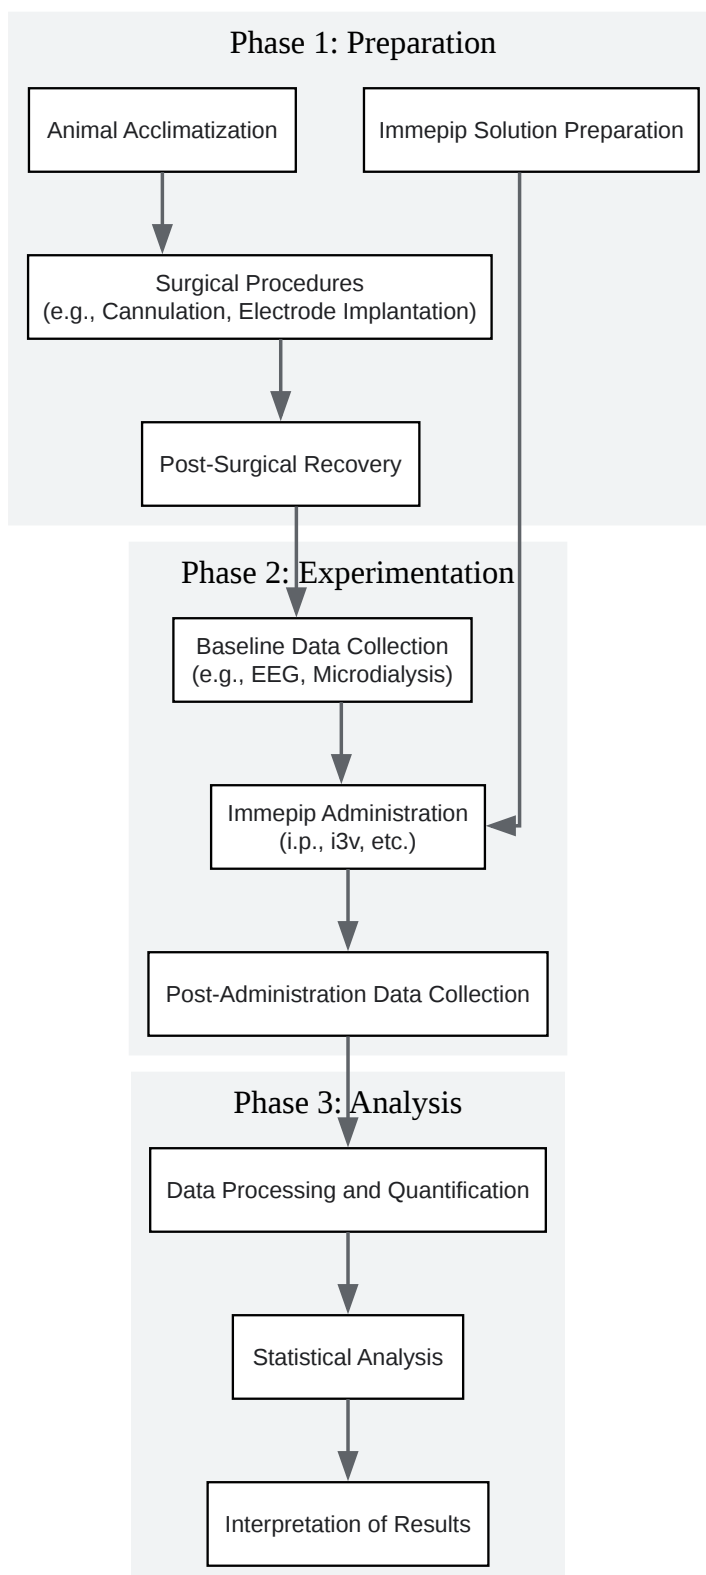 Phase 1: Preparation
Animal Acclimatization
Immepip Solution Preparation
Surgical Procedures
(e.g., Cannulation, Electrode Implantation)
Post-Surgical Recovery
Phase 2: Experimentation
Baseline Data Collection
(e.g., EEG, Microdialysis)
Immepip Administration
(i.p., i3v, etc.)
Post-Administration Data Collection
Phase 3: Analysis
Data Processing and Quantification
Statistical Analysis
Interpretation of Results